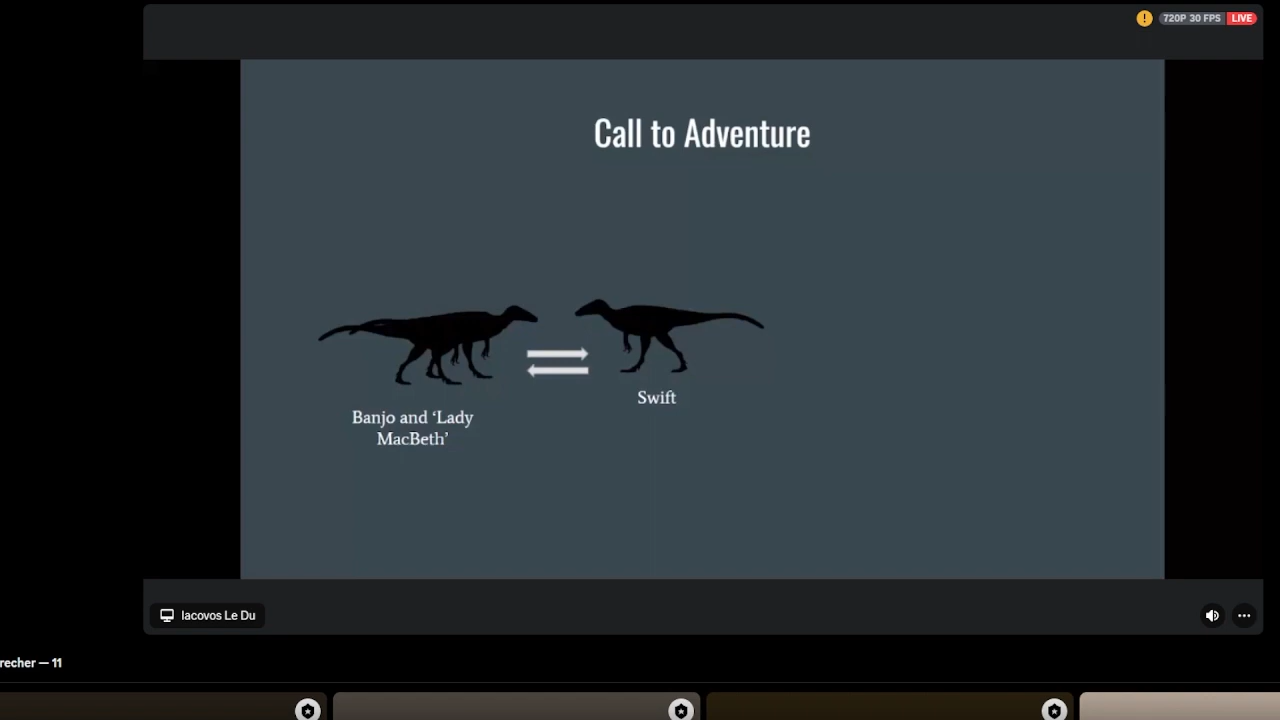 720P 30 FPS LIVE
Call to Adventure
Swift
Banjo and ‘Lady
MacBeth’
Iacovos Le Du
recher — 11